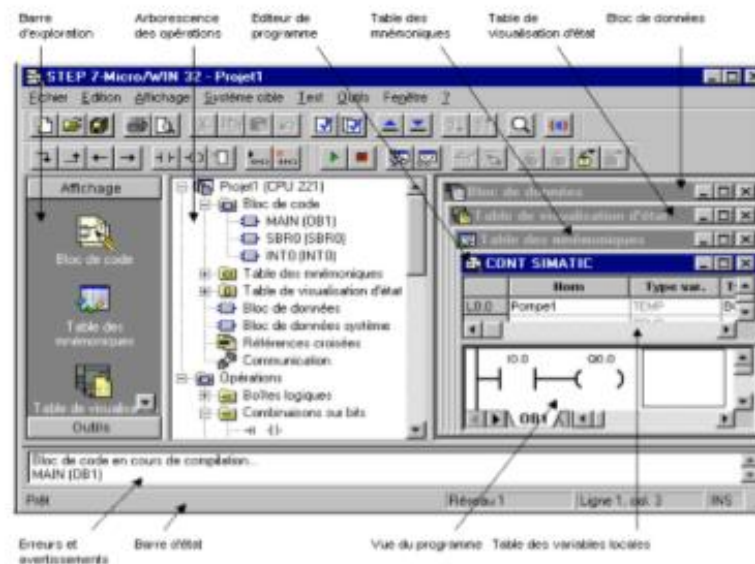 Barre
d'exploration
Arborescence
des opérations
Editeur de
programme
Table des
mnémoniques
Table de
visualisation d'état
Bloc de données
STEP 7-Micro/WIN 32 - Projet1
Fichier Edition Affichage Système cible Test Outils Fenêtre ?
Affichage
Bloc de code
Table des
mnémoniques
Table de visualis
Outils
Projet1 (CPU 221)
Bloc de code
MAIN (OB1)
SBR0 (SBR0)
INT0 (INT0)
Table des mnémoniques
Table de visualisation d'état
Bloc de données
Bloc de données système
Références croisées
Communication
Opérations
Boîtes logiques
Combinaisons sur bits
Bloc de données
Table de visualisation d'état
Table des mnémoniques
CONT SIMATIC
Nom Type var.
L0.0 Pompe1 TEMP
I0.0 Q0.0
OB1
Bloc de code en cours de compilation...
MAIN (OB1)
Prêt Réseau 1 Ligne 1, col. 3 INS
Erreurs et
avertissements
Barre d'état
Vue du programme
Table des variables locales